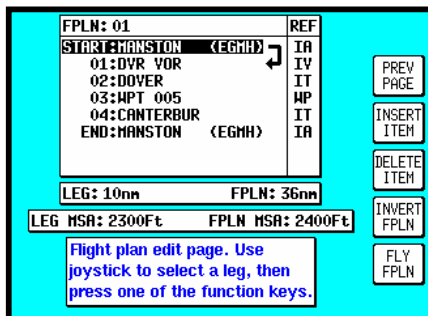 FPLN: 01 REF
START:MANSTON (EGMH) IA
01:DVR VOR IV
02:DOVER IT
03:WPT 005 WP
04:CANTERBUR IT
END:MANSTON (EGMH) IA
LEG: 10nm FPLN: 36nm
LEG MSA: 2300Ft FPLN MSA: 2400Ft
Flight plan edit page. Use
joystick to select a leg, then
press one of the function keys.
PREV
PAGE
INSERT
ITEM
DELETE
ITEM
INVERT
FPLN
FLY
FPLN